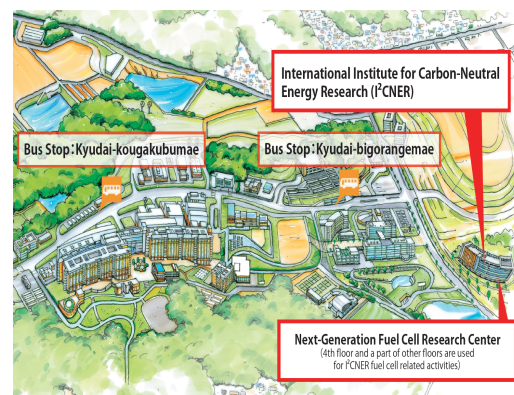 International Institute for Carbon-Neutral
Energy Research (I²CNER)
Bus Stop：Kyudai-kougakubumae
Bus Stop：Kyudai-bigorangemae
Next-Generation Fuel Cell Research Center
(4th floor and a part of other floors are used
for I²CNER fuel cell related activities)